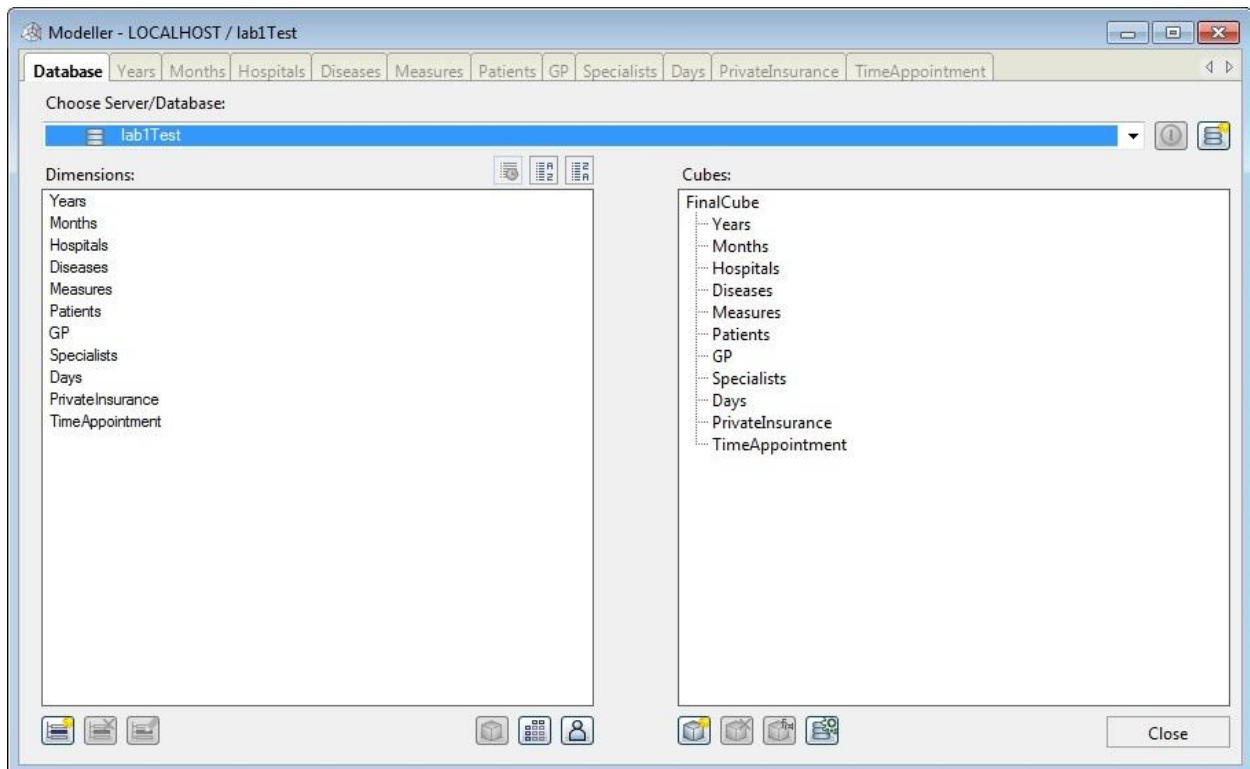 Modeller - LOCALHOST / lab1Test
Database Years Months Hospitals Diseases Measures Patients GP Specialists Days PrivateInsurance TimeAppointment
Choose Server/Database:
lab1Test
Dimensions:
Years
Months
Hospitals
Diseases
Measures
Patients
GP
Specialists
Days
PrivateInsurance
TimeAppointment
Cubes:
FinalCube
Years
Months
Hospitals
Diseases
Measures
Patients
GP
Specialists
Days
PrivateInsurance
TimeAppointment
Close